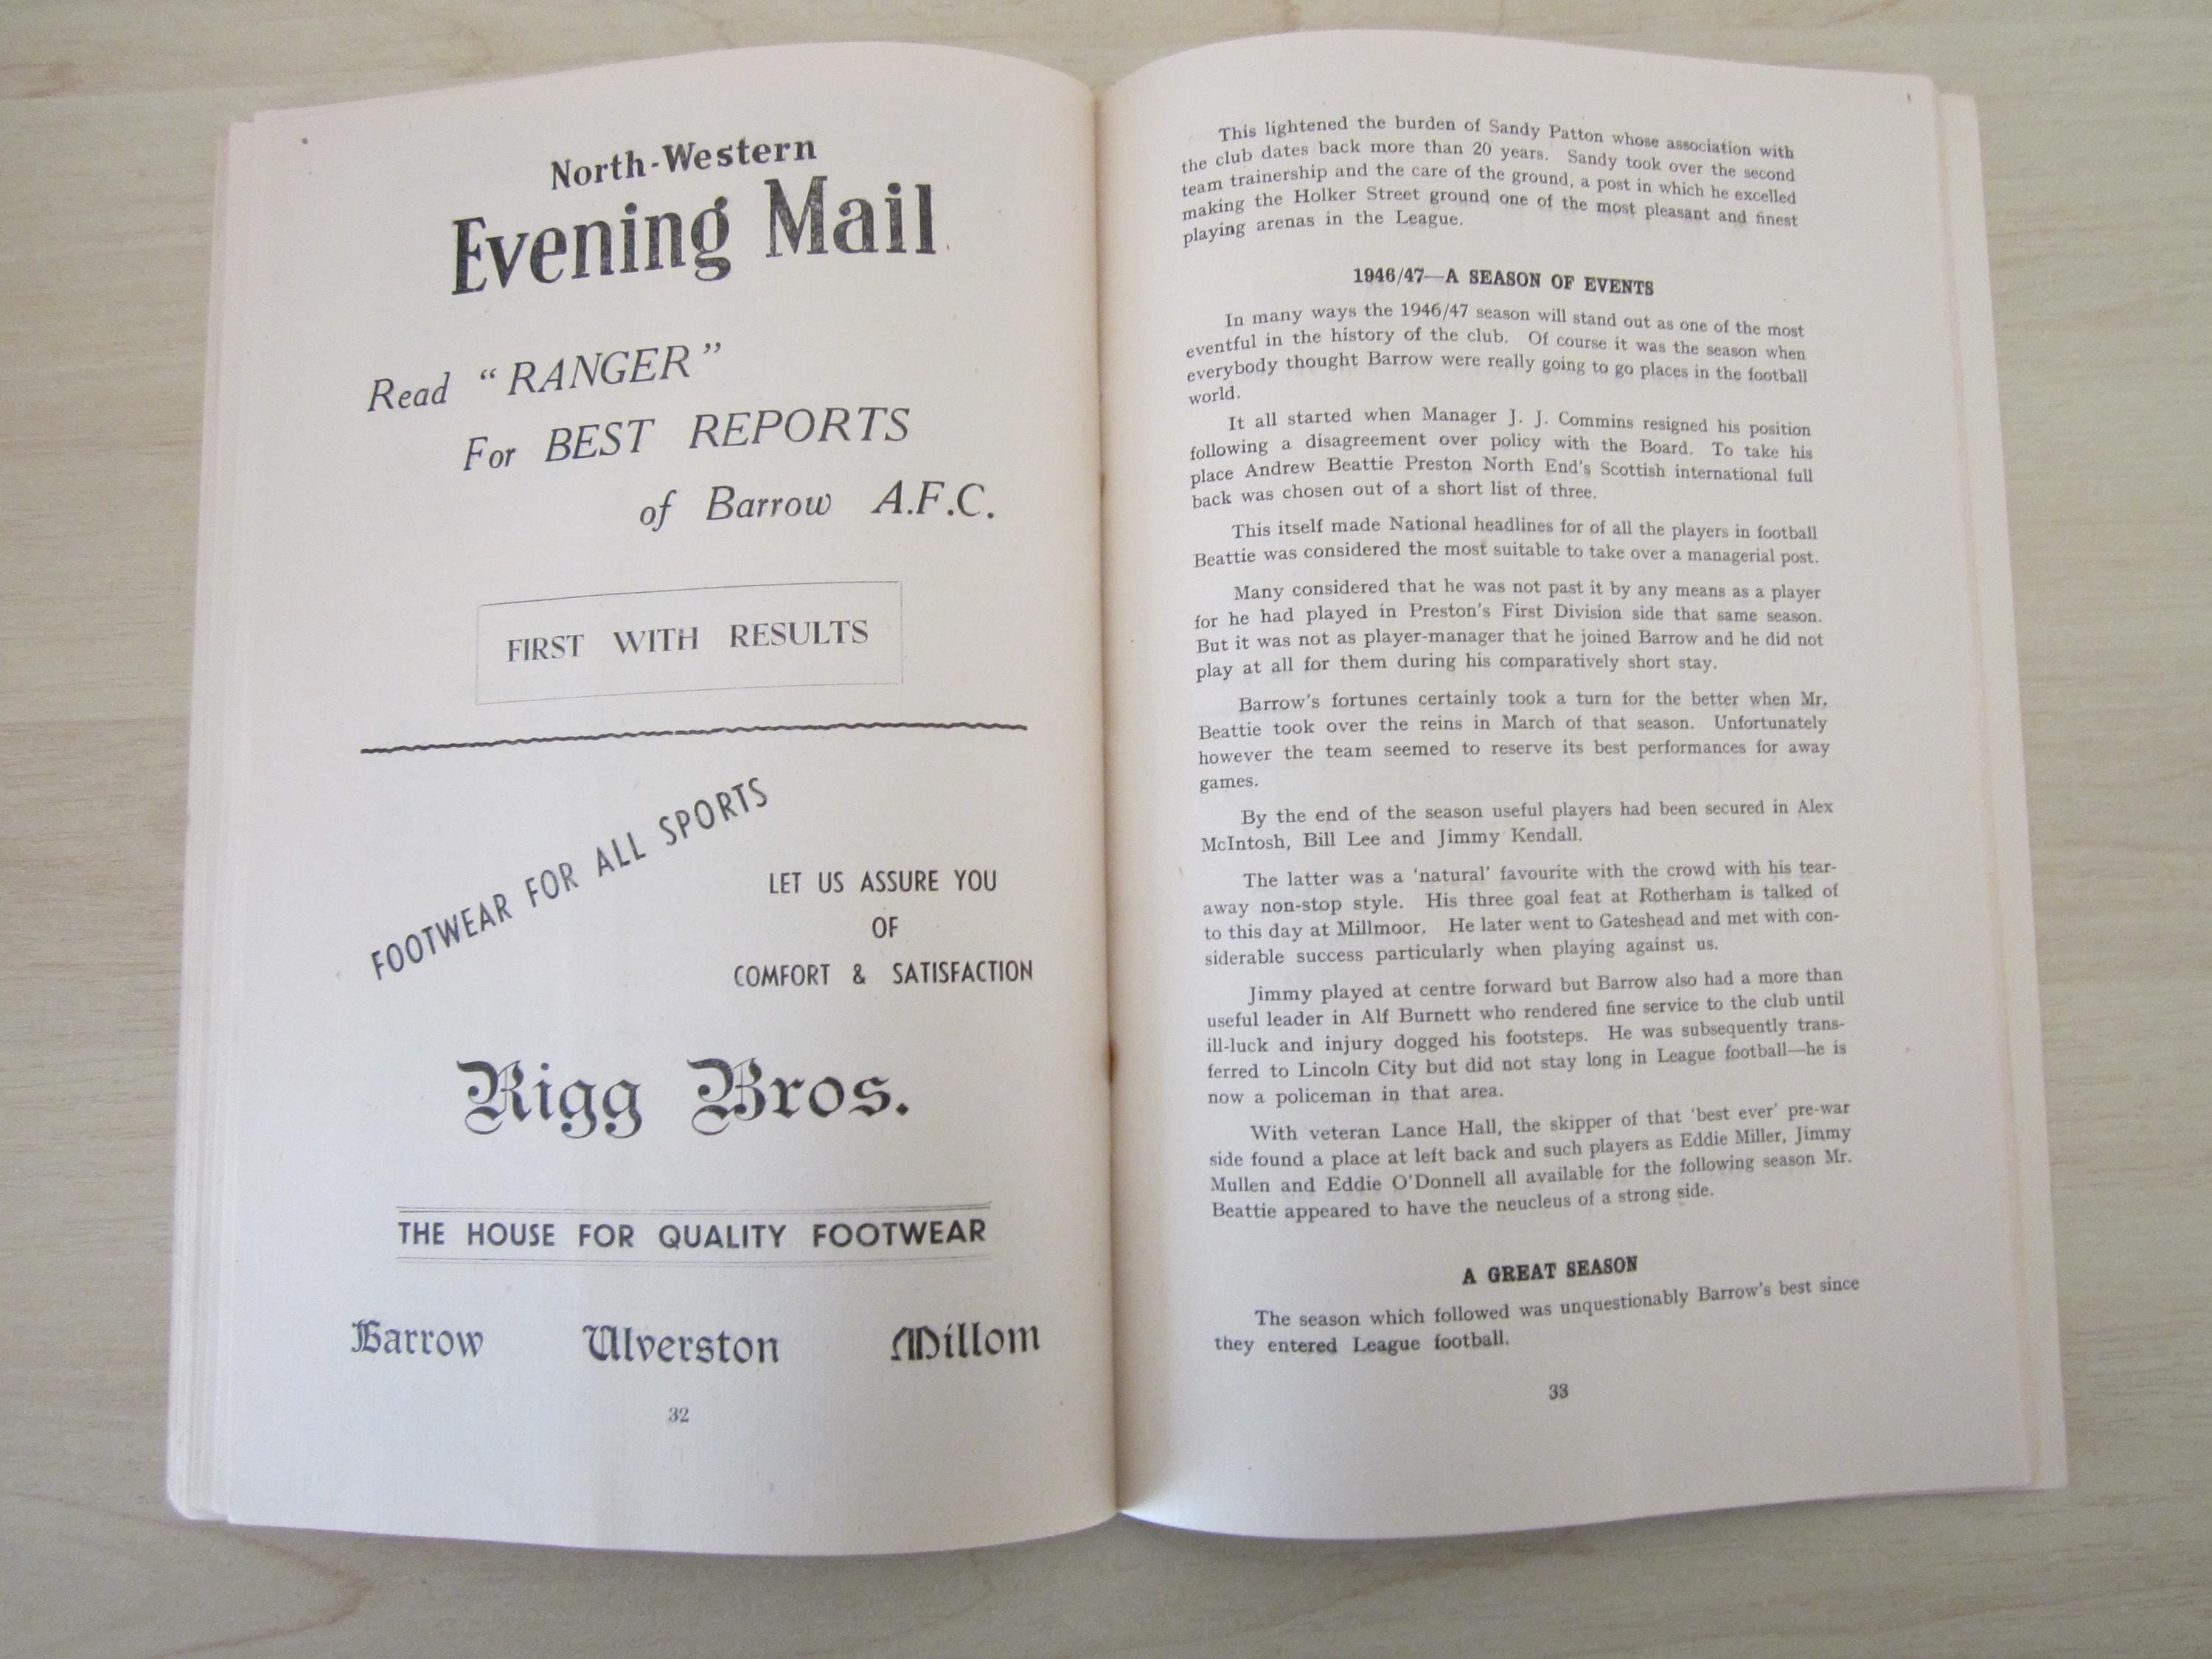 North-Western
Evening Mail
Read “RANGER”
For BEST REPORTS
of Barrow A.F.C.
FIRST WITH RESULTS
FOOTWEAR FOR ALL SPORTS
LET US ASSURE YOU
OF
COMFORT & SATISFACTION
Rigg Bros.
THE HOUSE FOR QUALITY FOOTWEAR
Barrow Ulverston Millom
32
This lightened the burden of Sandy Patton whose association with
the club dates back more than 20 years. Sandy took over the second
team trainership and the care of the ground, a post in which he excelled
making the Holker Street ground one of the most pleasant and finest
playing arenas in the League.
1946/47—A SEASON OF EVENTS
In many ways the 1946/47 season will stand out as one of the most
eventful in the history of the club. Of course it was the season when
everybody thought Barrow were really going to go places in the football
world.
It all started when Manager J. J. Commins resigned his position
following a disagreement over policy with the Board. To take his
place Andrew Beattie Preston North End's Scottish international full
back was chosen out of a short list of three.
This itself made National headlines for of all the players in football
Beattie was considered the most suitable to take over a managerial post.
Many considered that he was not past it by any means as a player
for he had played in Preston's First Division side that same season.
But it was not as player-manager that he joined Barrow and he did not
play at all for them during his comparatively short stay.
Barrow's fortunes certainly took a turn for the better when Mr.
Beattie took over the reins in March of that season. Unfortunately
however the team seemed to reserve its best performances for away
games.
By the end of the season useful players had been secured in Alex
McIntosh, Bill Lee and Jimmy Kendall.
The latter was a 'natural' favourite with the crowd with his tear-
away non-stop style. His three goal feat at Rotherham is talked of
to this day at Millmoor. He later went to Gateshead and met with con-
siderable success particularly when playing against us.
Jimmy played at centre forward but Barrow also had a more than
useful leader in Alf Burnett who rendered fine service to the club until
ill-luck and injury dogged his footsteps. He was subsequently trans-
ferred to Lincoln City but did not stay long in League football—he is
now a policeman in that area.
With veteran Lance Hall, the skipper of that 'best ever' pre-war
side found a place at left back and such players as Eddie Miller, Jimmy
Mullen and Eddie O'Donnell all available for the following season Mr.
Beattie appeared to have the neucleus of a strong side.
A GREAT SEASON
The season which followed was unquestionably Barrow's best since
they entered League football.
33